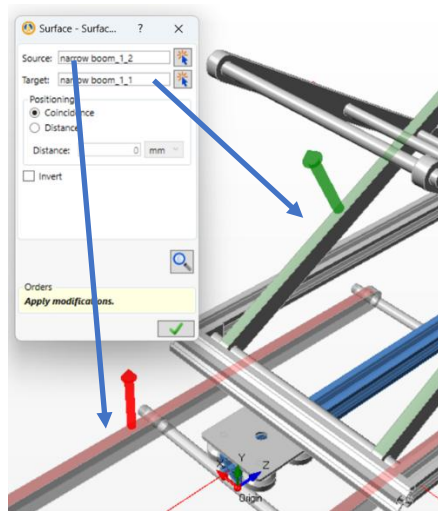 Surface - Surfac... ? ×
Source: narrow boom_1_2
Target: narrow boom_1_1
Positioning
Coincidence
Distance
Distance: 0 mm
Invert
Orders
Apply modifications.
Y
X Z
Origin